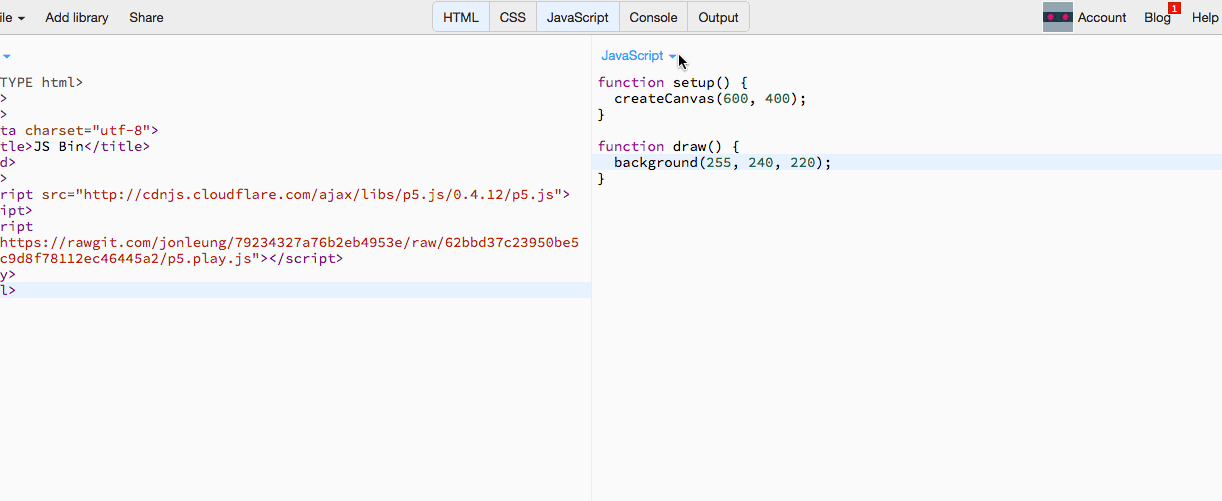 ile Add library Share HTML CSS JavaScript Console Output Account Blog 1 Help
TYPE html>
>
>
ta charset="utf-8">
tle>JS Bin</title>
d>
>
ript src="http://cdnjs.cloudflare.com/ajax/libs/p5.js/0.4.12/p5.js">
ipt>
ript
https://rawgit.com/jonleung/79234327a76b2eb4953e/raw/62bbd37c23950be5
c9d8f78112ec46445a2/p5.play.js"></script>
y>
l>
JavaScript
function setup() {
  createCanvas(600, 400);
}
function draw() {
  background(255, 240, 220);
}